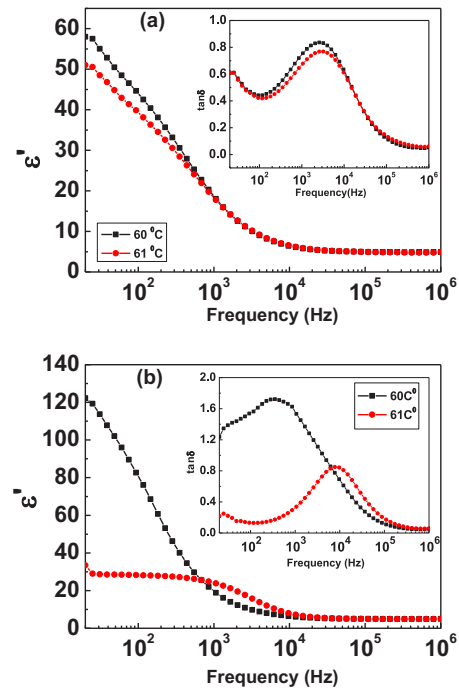 (a)
60
50
40
30
20
10
0
ε'
60 ⁰C
61 ⁰C
10² 10³ 10⁴ 10⁵ 10⁶
Frequency (Hz)
1.0
0.8
0.6
0.4
0.2
0.0
tanδ
10² 10³ 10⁴ 10⁵ 10⁶
Frequency(Hz)
(b)
140
120
100
80
60
40
20
0
ε'
10² 10³ 10⁴ 10⁵ 10⁶
Frequency (Hz)
2.0
1.6
1.2
0.8
0.4
0.0
tanδ
60C⁰
61C⁰
10² 10³ 10⁴ 10⁵ 10⁶
Frequency (Hz)